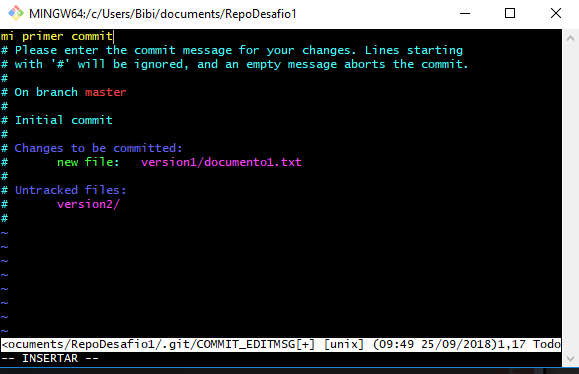 MINGW64:/c/Users/Bibi/documents/RepoDesafio1
mi primer commit
# Please enter the commit message for your changes. Lines starting
# with '#' will be ignored, and an empty message aborts the commit.
#
# On branch master
#
# Initial commit
#
# Changes to be committed:
#       new file:   version1/documento1.txt
#
# Untracked files:
#       version2/
#
~
~
~
~
~
~
~
~
<ocuments/RepoDesafio1/.git/COMMIT_EDITMSG[+] [unix] (09:49 25/09/2018)1,17 Todo
-- INSERTAR --